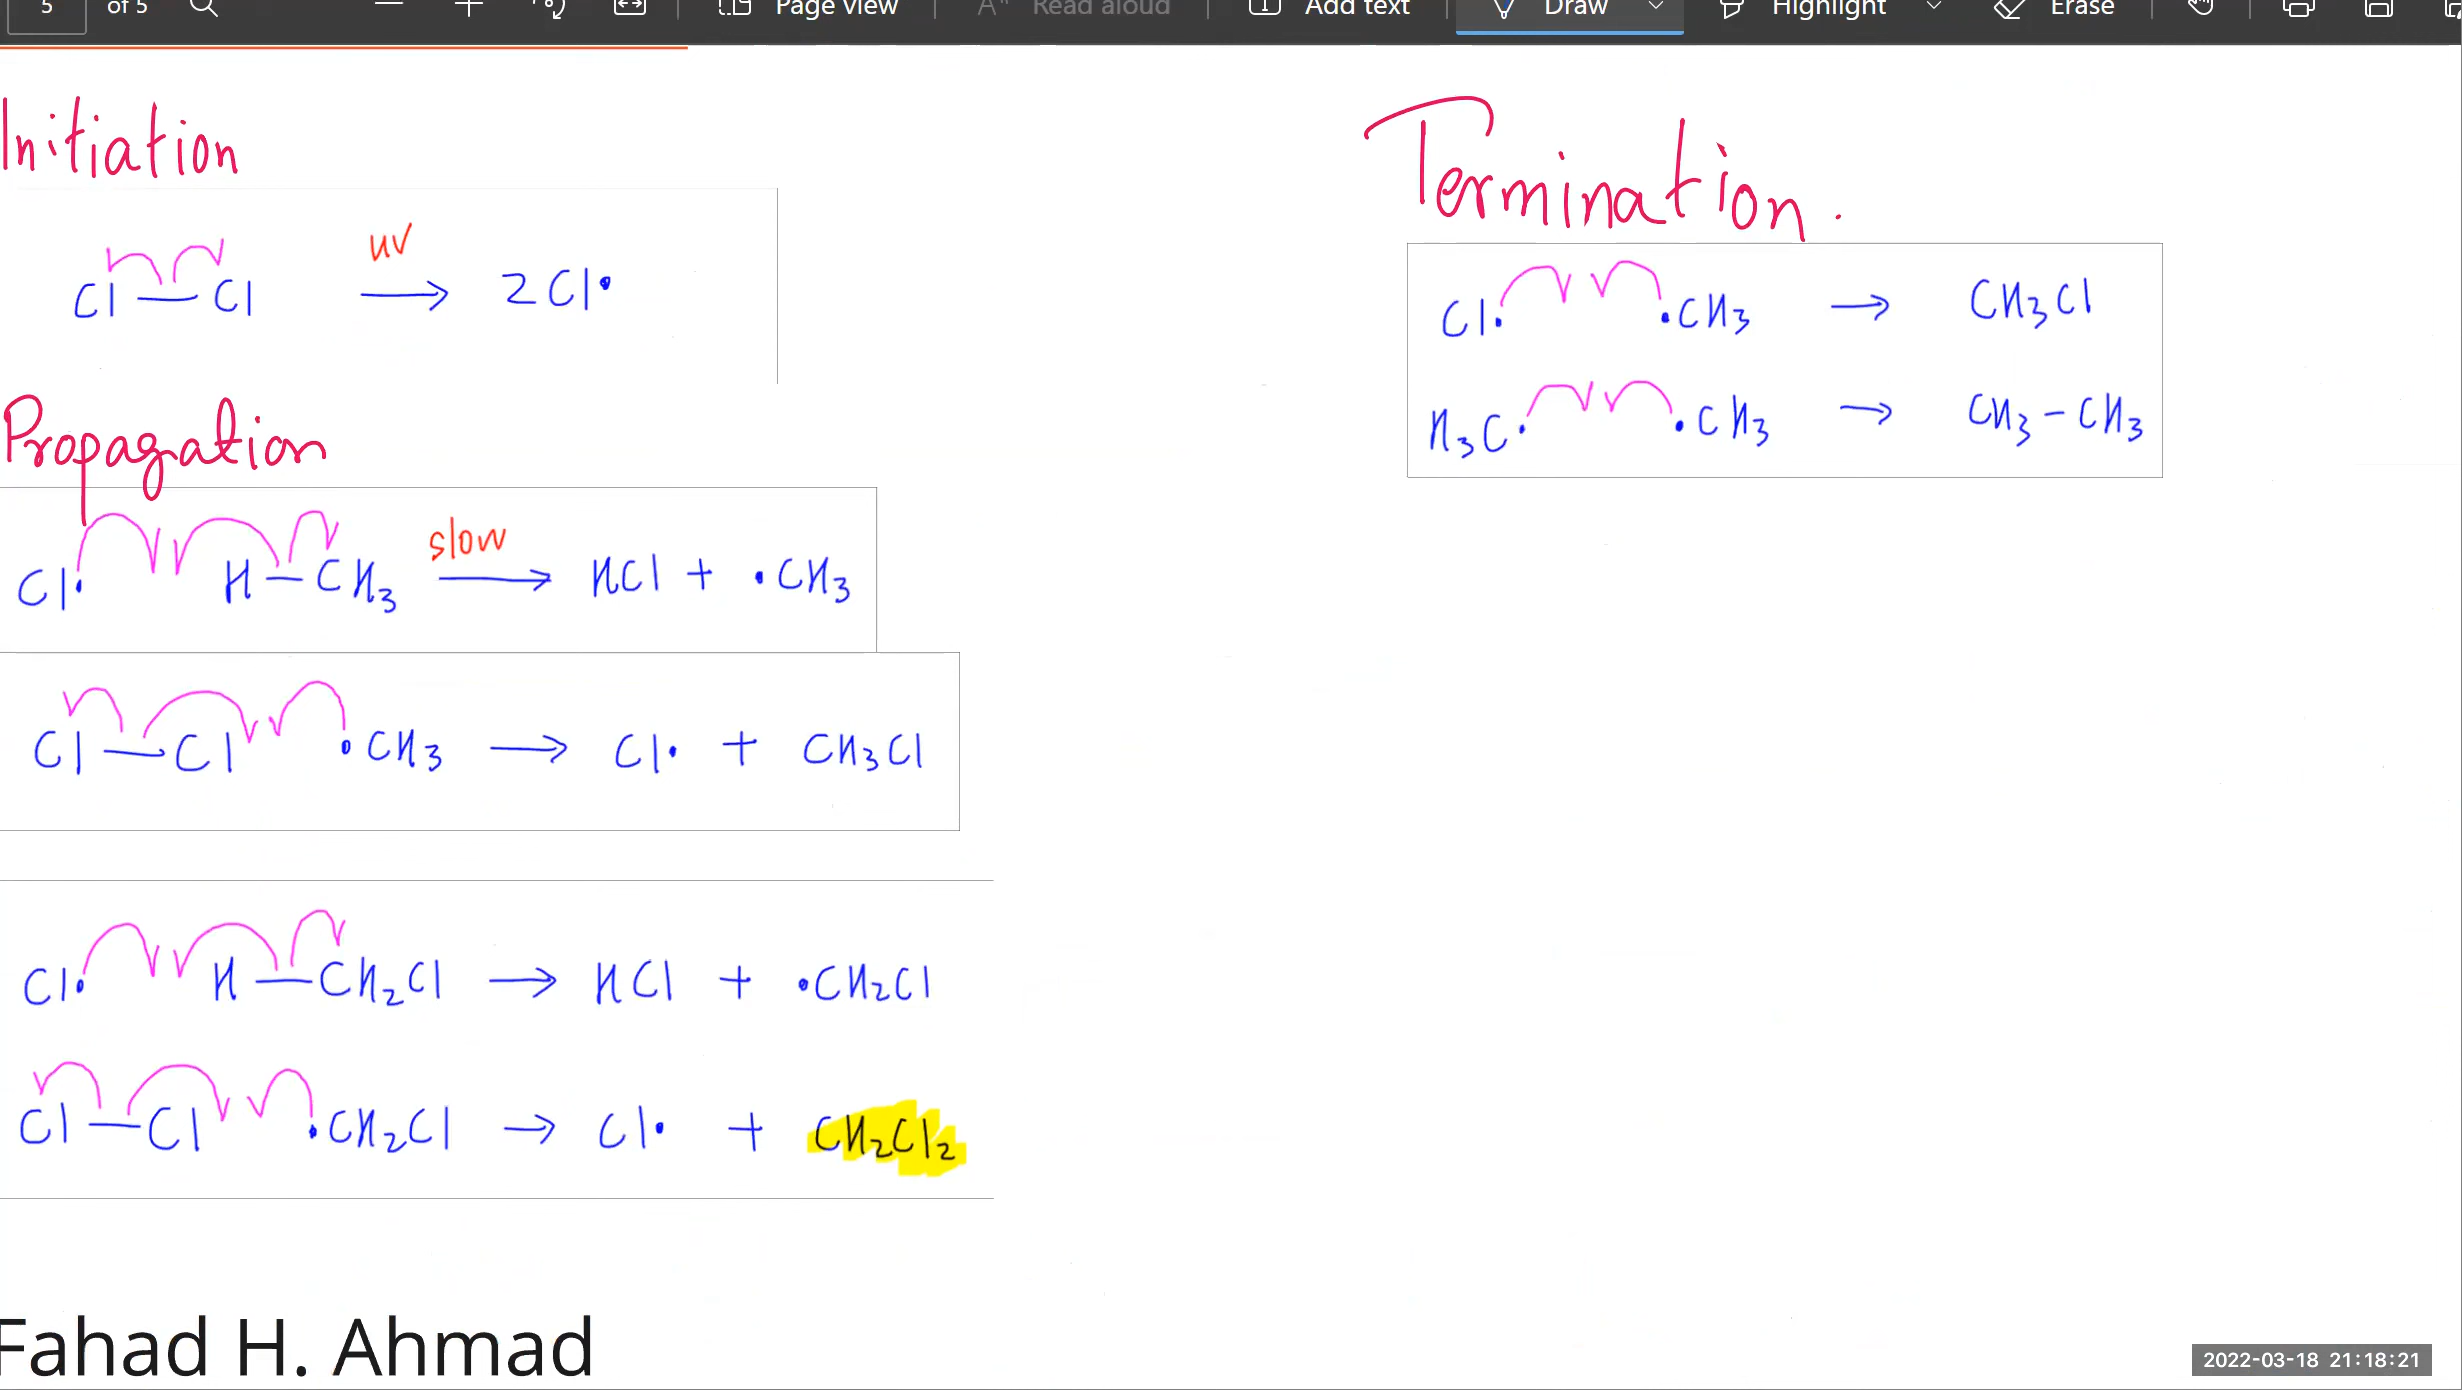 5 of 5 Page view Read aloud Add text Draw Highlight Erase
Initiation
Cl—Cl uv → 2Cl•
Propagation
Cl• H—CH₃ slow → HCl + •CH₃
Cl—Cl •CH₃ → Cl• + CH₃Cl
Cl• H—CH₂Cl → HCl + •CH₂Cl
Cl—Cl •CH₂Cl → Cl• + CH₂Cl₂
Termination.
Cl• •CH₃ → CH₃Cl
H₃C• •CH₃ → CH₃–CH₃
Fahad H. Ahmad
2022-03-18 21:18:21